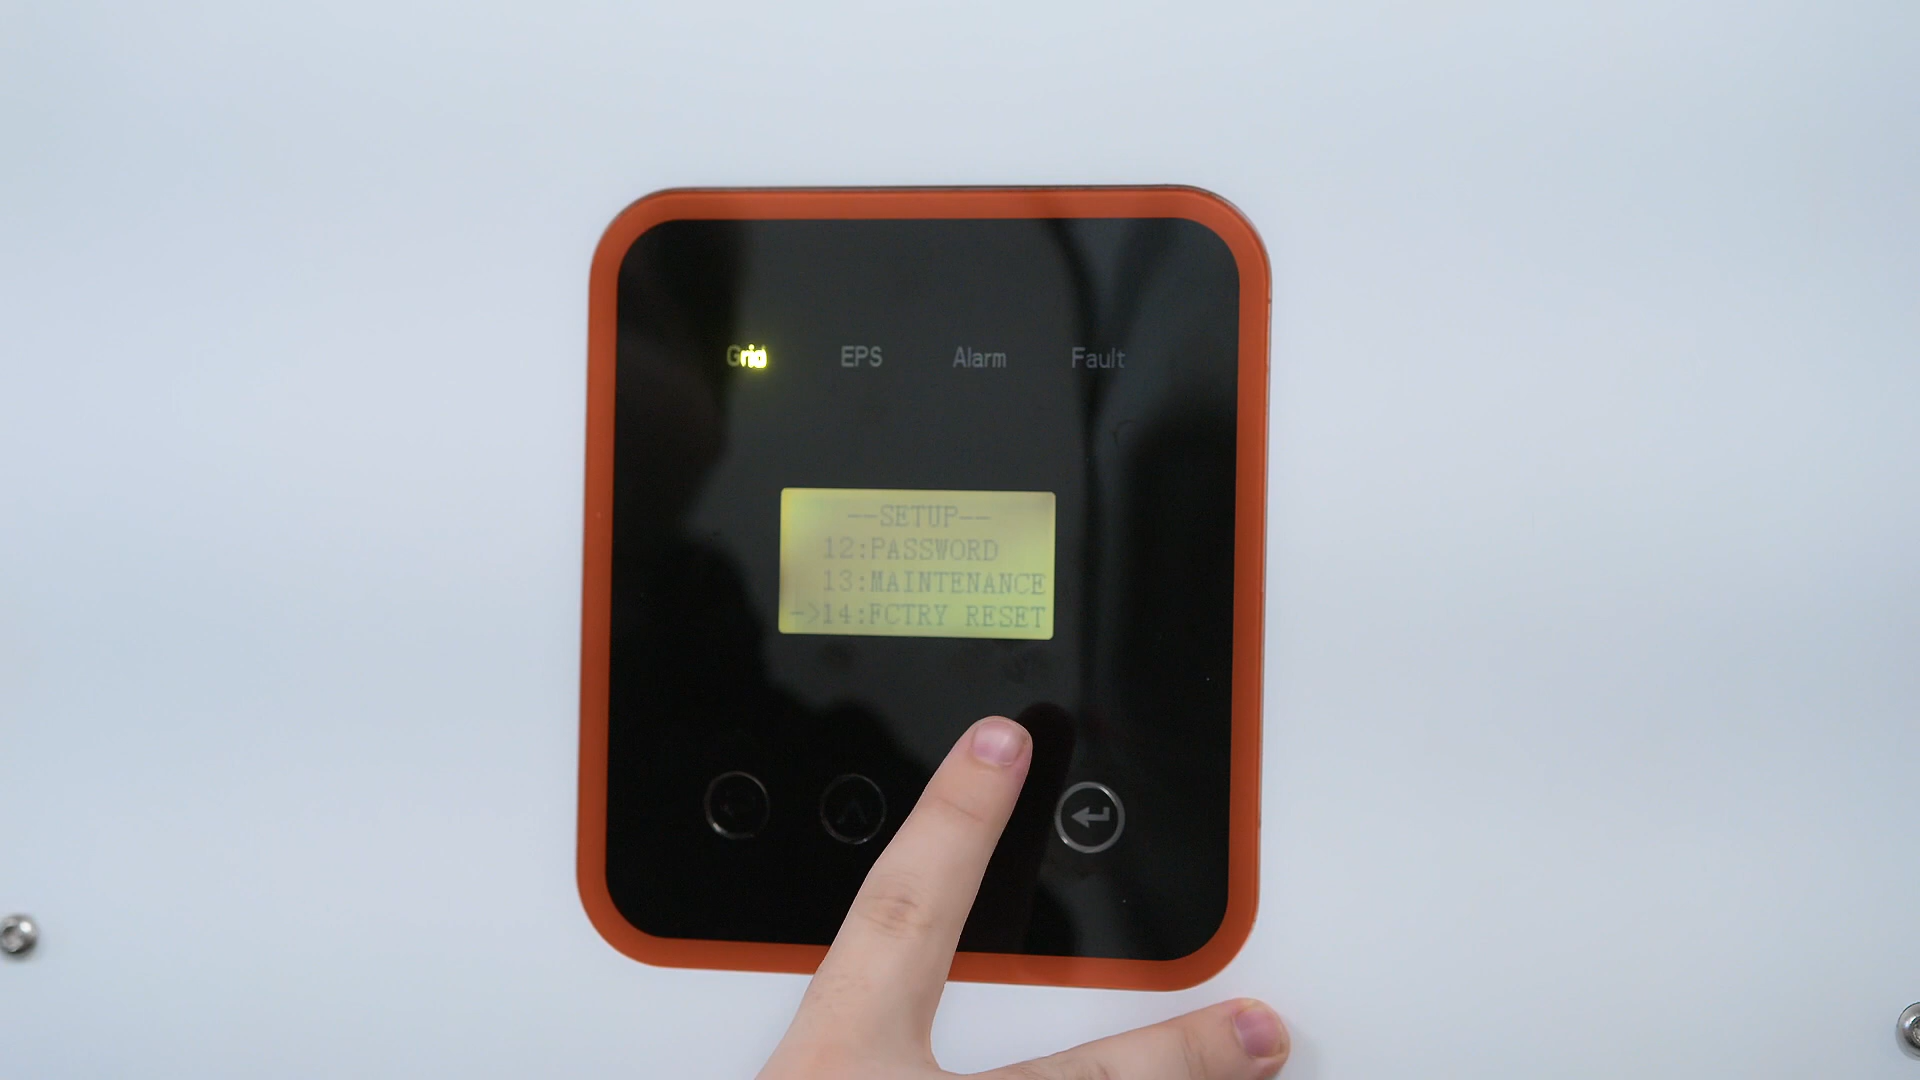 Grid EPS Alarm Fault
--SETUP--
12:PASSWORD
13:MAINTENANCE
->14:FCTRY RESET